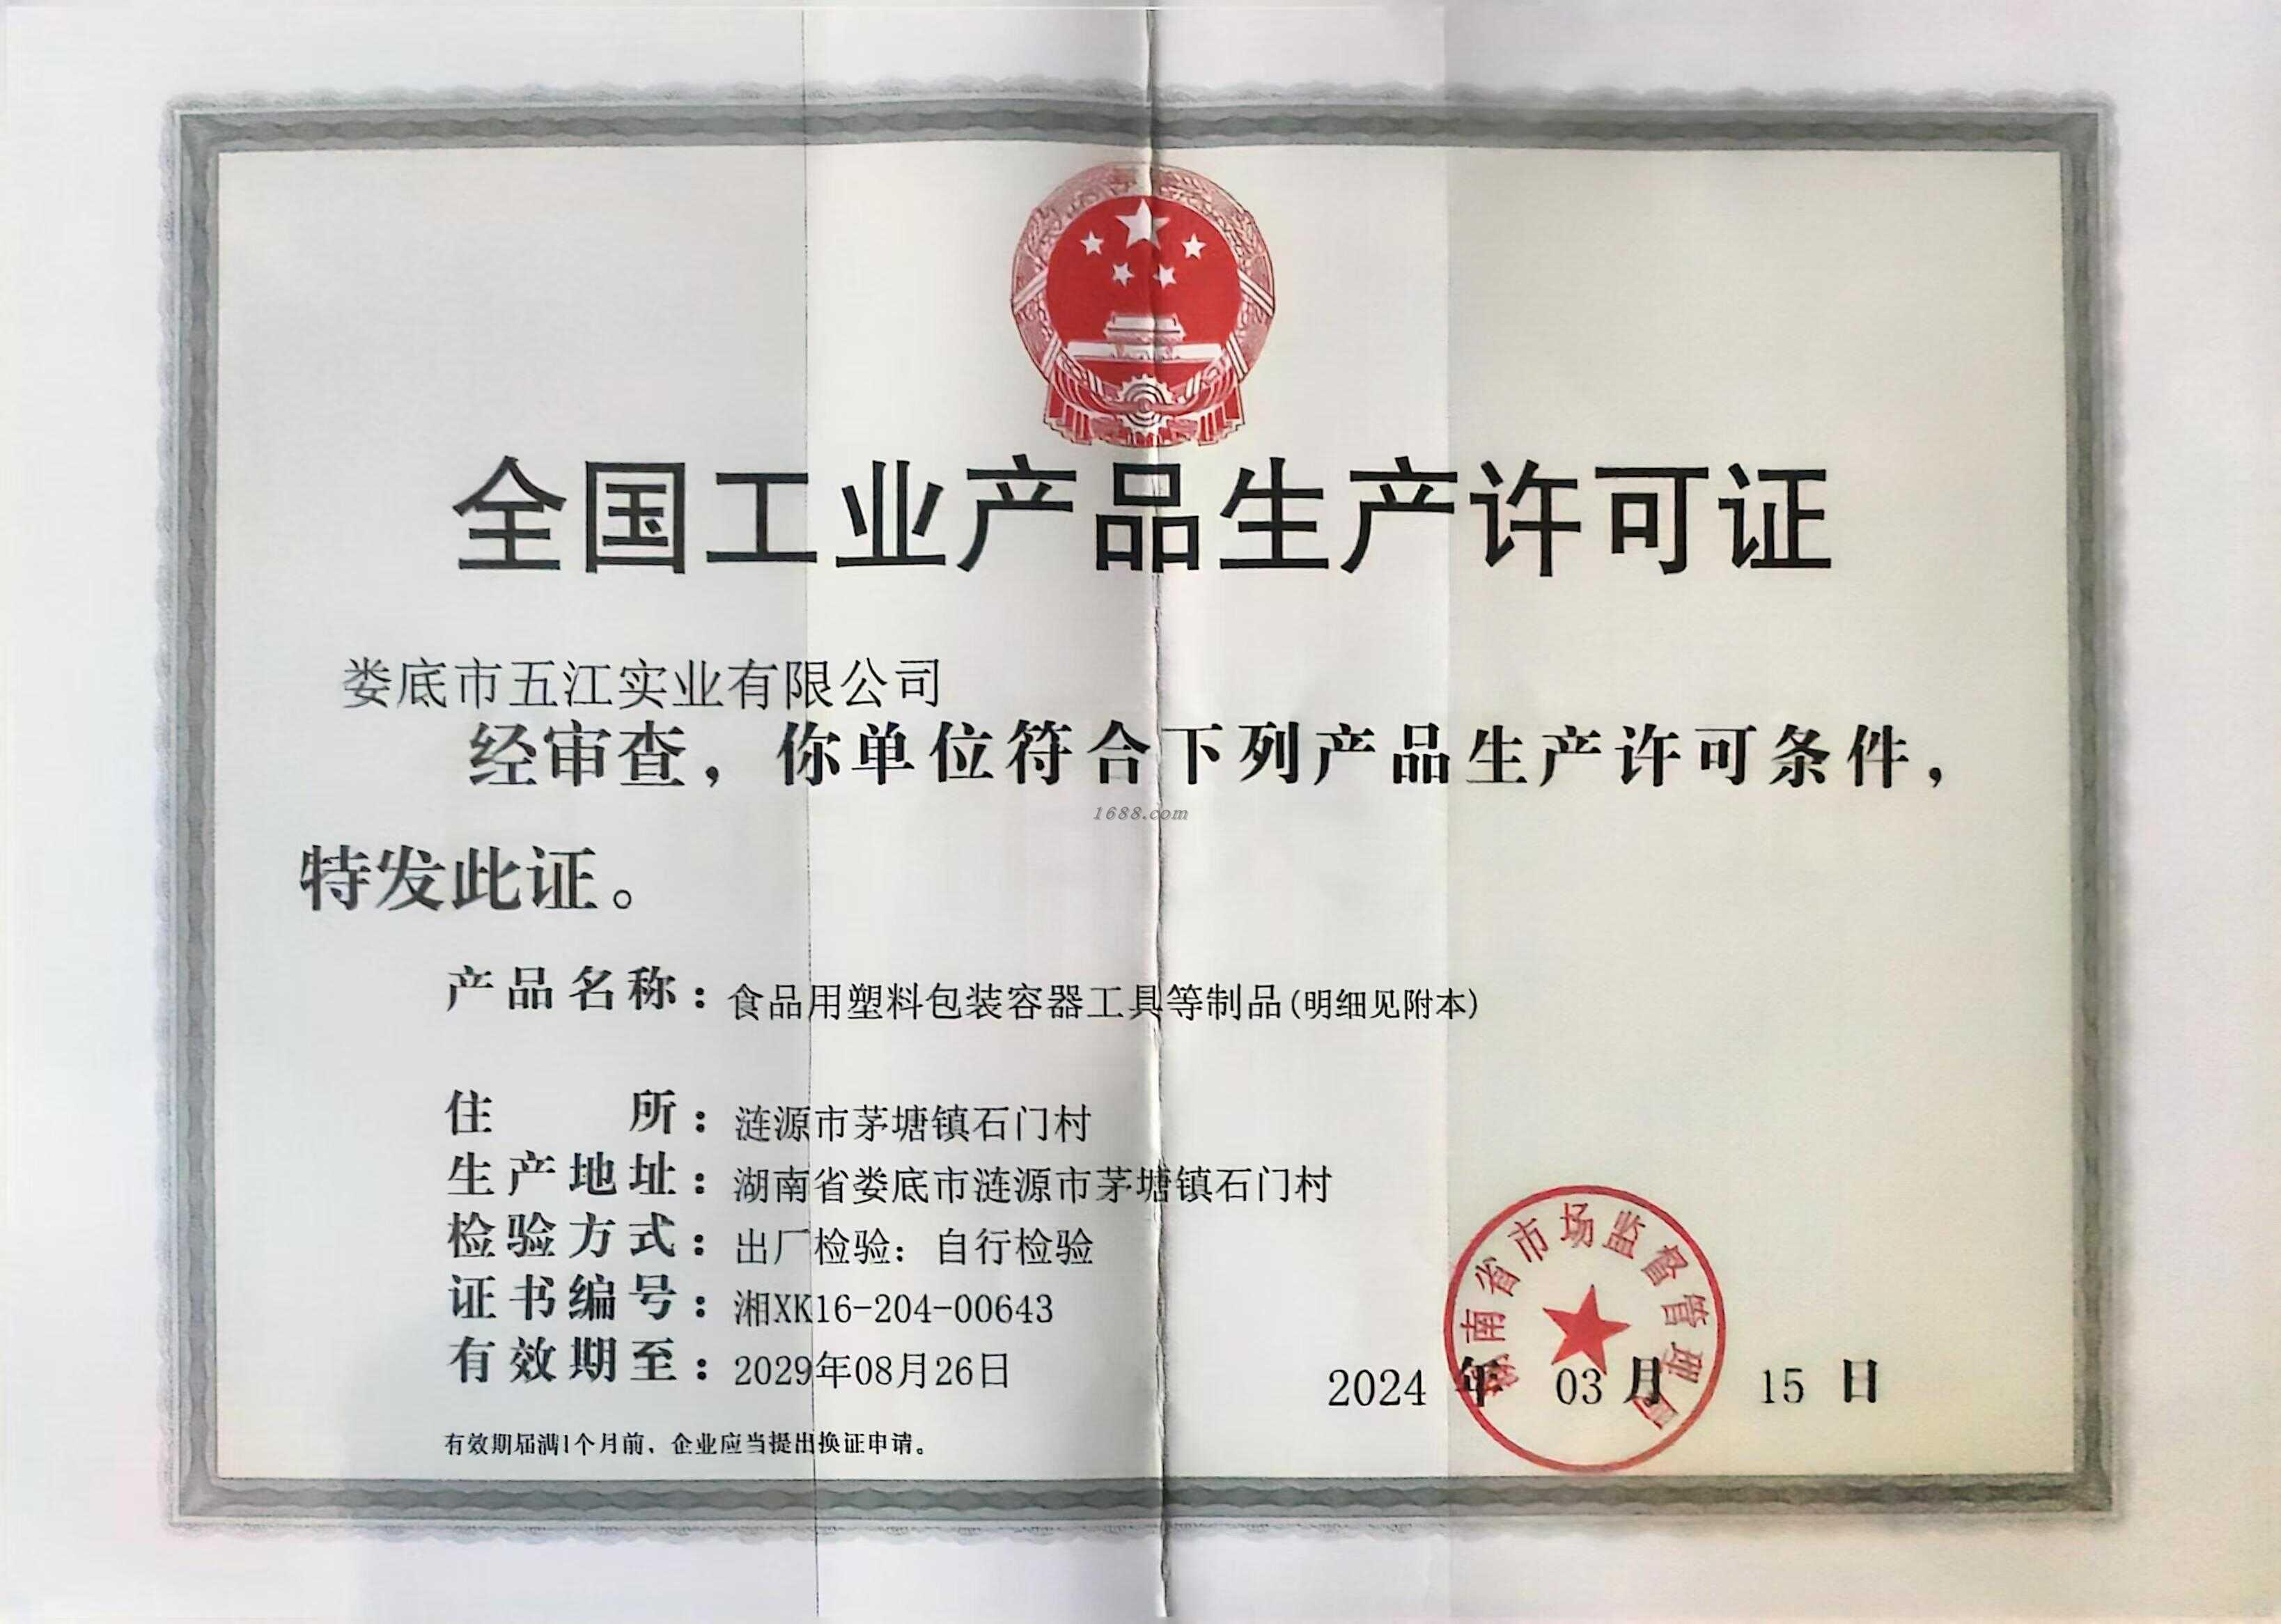 全国工业产品生产许可证
娄底市五江实业有限公司
经审查，你单位符合下列产品生产许可条件，
1688.com
特发此证。
产品名称：食品用塑料包装容器工具等制品(明细见附本)
住所：涟源市茅塘镇石门村
生产地址：湖南省娄底市涟源市茅塘镇石门村
检验方式：出厂检验：自行检验
证书编号：湘XK16-204-00643
有效期至：2029年08月26日
湖南省市场监督管理局
2024年03月15日
有效期届满1个月前，企业应当提出换证申请。